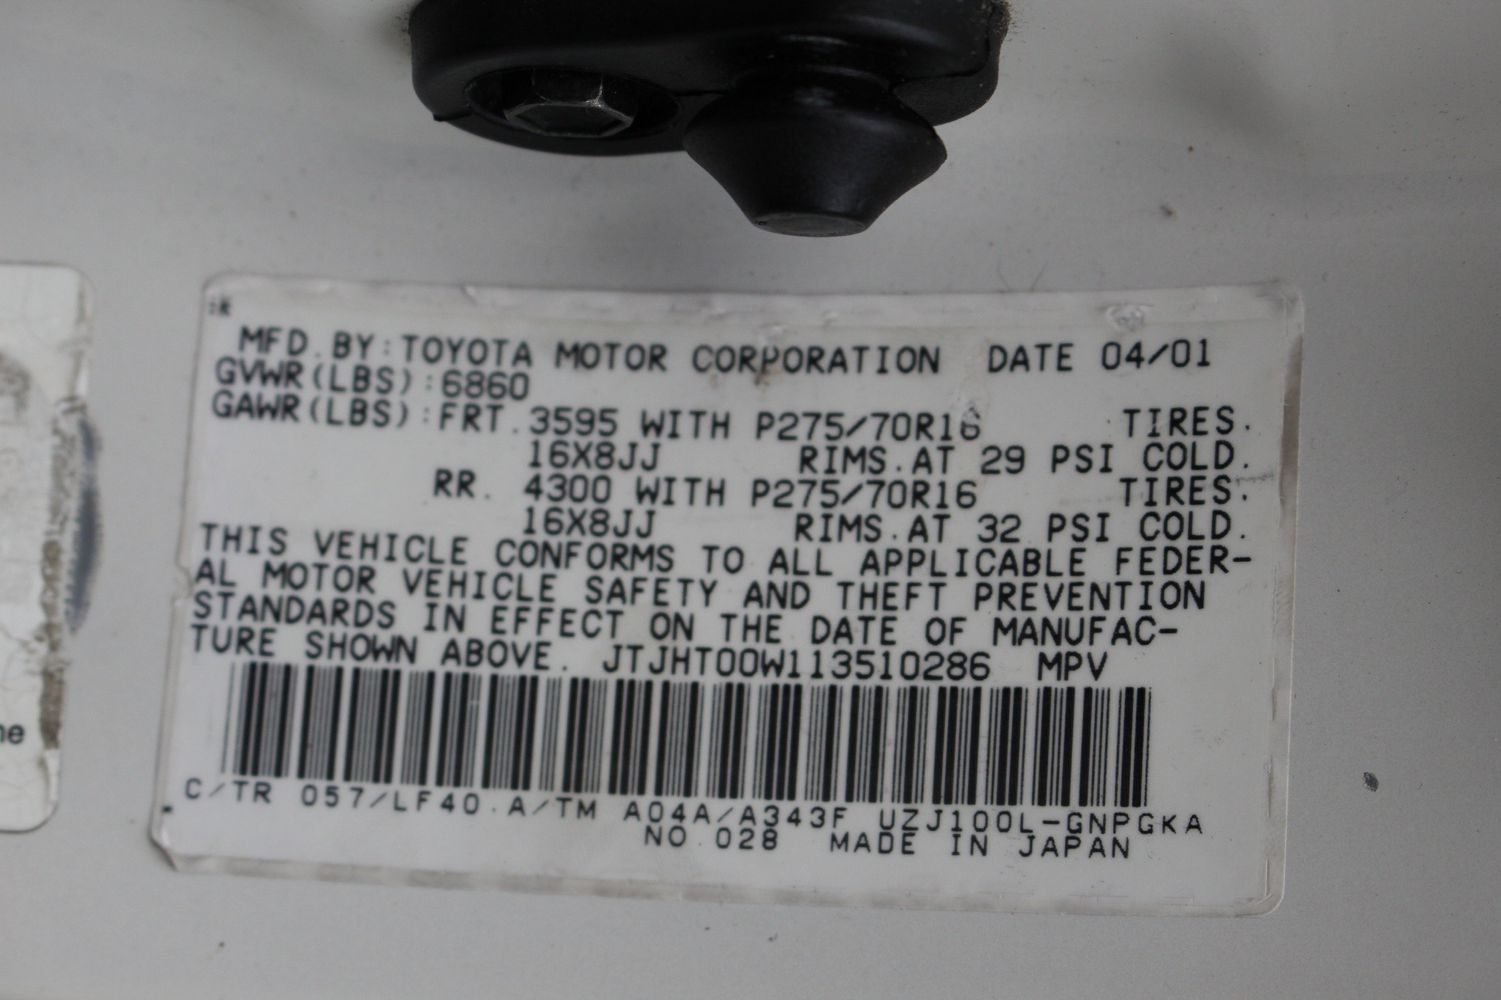 MFD. BY: TOYOTA MOTOR CORPORATION DATE 04/01
GVWR(LBS):6860
GAWR(LBS):FRT. 3595 WITH P275/70R16 TIRES.
16X8JJ RIMS.AT 29 PSI COLD.
RR. 4300 WITH P275/70R16 TIRES.
16X8JJ RIMS.AT 32 PSI COLD.
THIS VEHICLE CONFORMS TO ALL APPLICABLE FEDER-
AL MOTOR VEHICLE SAFETY AND THEFT PREVENTION
STANDARDS IN EFFECT ON THE DATE OF MANUFAC-
TURE SHOWN ABOVE. JTJHT00W113510286 MPV
C/TR 057/LF40.A/TM A04A/A343F UZJ100L-GNPGKA
NO.028 MADE IN JAPAN